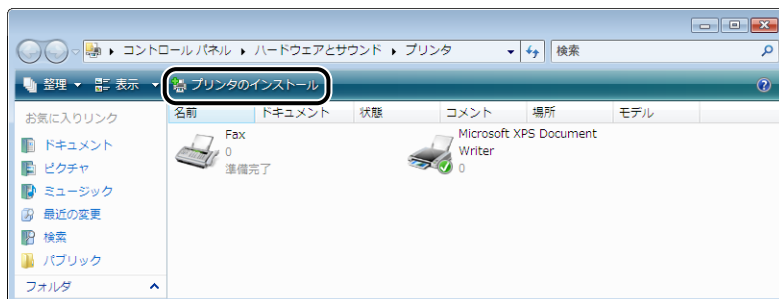 コントロール パネル ▸ ハードウェアとサウンド ▸ プリンタ
検索
整理 表示 プリンタのインストール
お気に入りリンク
ドキュメント
ピクチャ
ミュージック
最近の変更
検索
パブリック
フォルダ
名前 ドキュメント 状態 コメント 場所 モデル
Fax
0
準備完了
Microsoft XPS Document
Writer
0